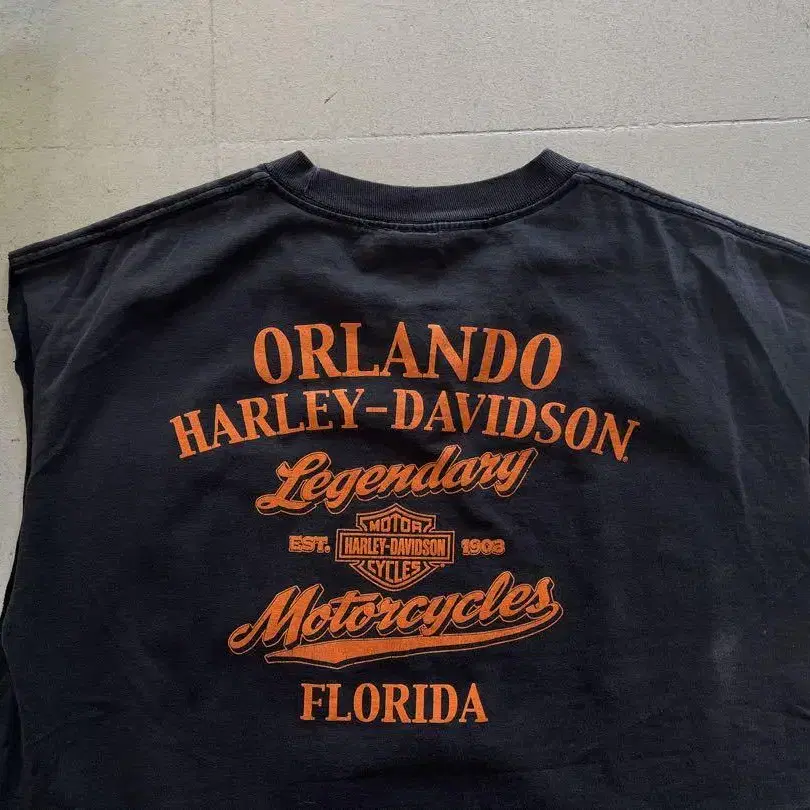 ORLANDO
HARLEY-DAVIDSON
Legendary
MOTOR
EST. HARLEY-DAVIDSON 1903
CYCLES
Motorcycles
FLORIDA